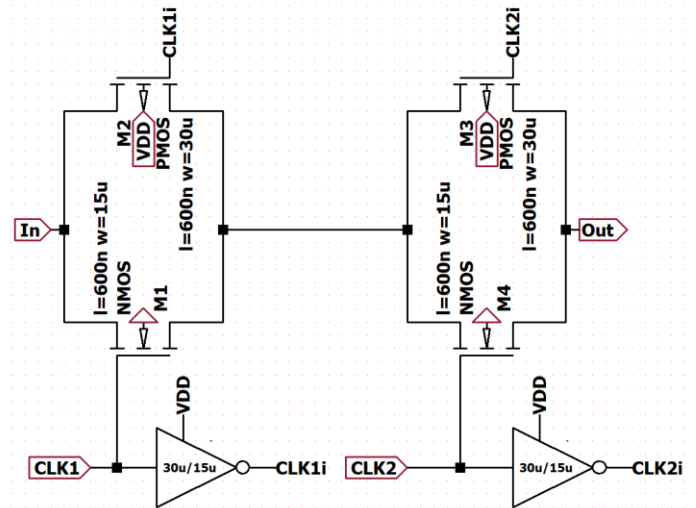 CLK1i
CLK2i
M2
VDD
PMOS
l=600n w=30u
M3
VDD
PMOS
l=600n w=30u
In
l=600n w=15u
NMOS
M1
l=600n w=15u
NMOS
M4
Out
VDD
VDD
CLK1
30u/15u
CLK1i
CLK2
30u/15u
CLK2i